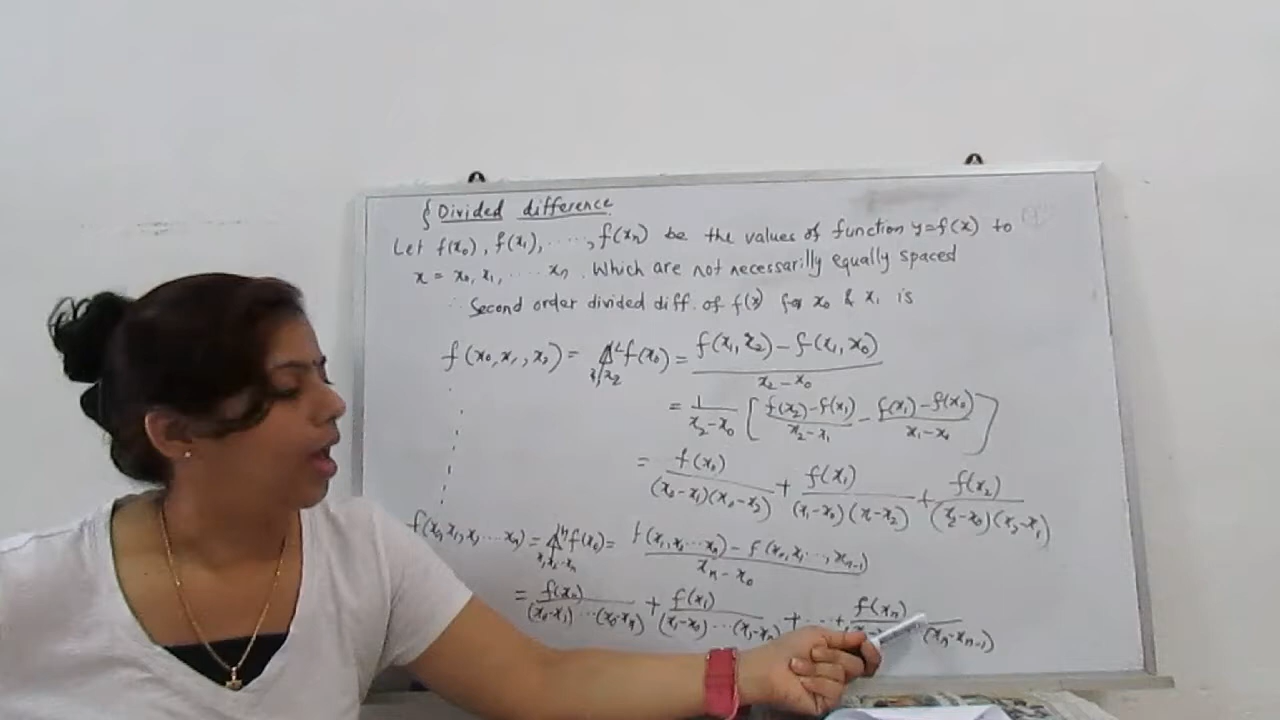 § Divided difference
Let f(x₀), f(x₁), ....., f(xₙ) be the values of function y=f(x) to
x = x₀, x₁, ..... xₙ. Which are not necessarilly equally spaced
∴ Second order divided diff. of f(x) for x₀ & x₁ is
f(x₀, x₁, x₂) = ⍋² f(x₀) = (f(x₁, x₂) - f(x₁, x₀)) / (x₂ - x₀)
= 1/(x₂-x₀) [ (f(x₂)-f(x₁))/(x₂-x₁) - (f(x₁)-f(x₀))/(x₁-x₀) ]
= f(x₀)/((x₀-x₁)(x₀-x₂)) + f(x₁)/((x₁-x₀)(x-x₂)) + f(x₂)/((x₂-x₀)(x₂-x₁))
f(x₀, x₁, x₂ ... xₙ) = ⍋ⁿ f(x₀) = (f(x₁, x₂ ... xₙ) - f(x₀, x₁ ..., xₙ₋₁)) / (xₙ - x₀)
= f(x₀)/((x₀-x₁) ... (x₀-xₙ)) + f(x₁)/((x₁-x₀) ... (x₁-xₙ)) + ... + f(xₙ)/ ... (xₙ-xₙ₋₁)